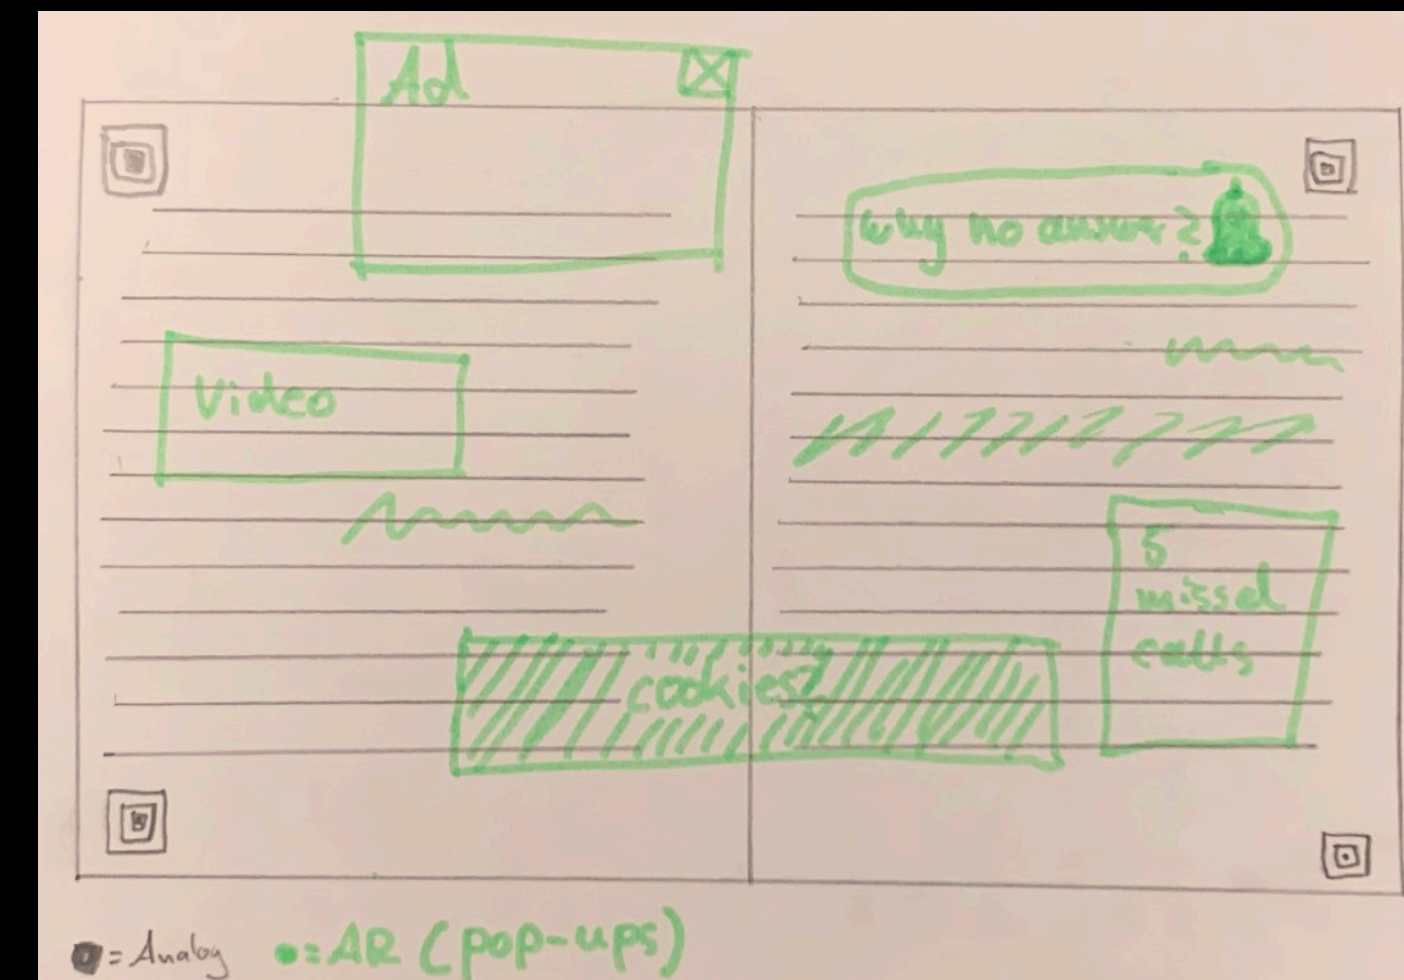 Ad
why no answer?
Video
5
missed
calls
cookies?
= Analog = AR (pop-ups)